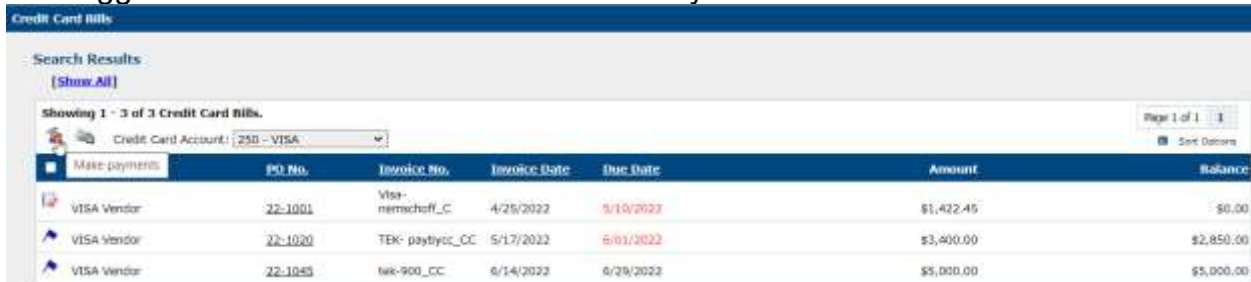 Credit Card Bills
Search Results
[Show All]
Showing 1 - 3 of 3 Credit Card Bills.
Page 1 of 1 1
Credit Card Account: 250 - VISA
Sort Options
Make payments PO No. Invoice No. Invoice Date Due Date Amount Balance
VISA Vendor 22-1001 Visa-nemschoff_C 4/25/2022 5/10/2022 $1,422.45 $0.00
VISA Vendor 22-1020 TEK- paytlycc_CC 5/17/2022 6/01/2022 $3,400.00 $2,850.00
VISA Vendor 22-1045 tek-900_CC 6/14/2022 6/29/2022 $5,000.00 $5,000.00